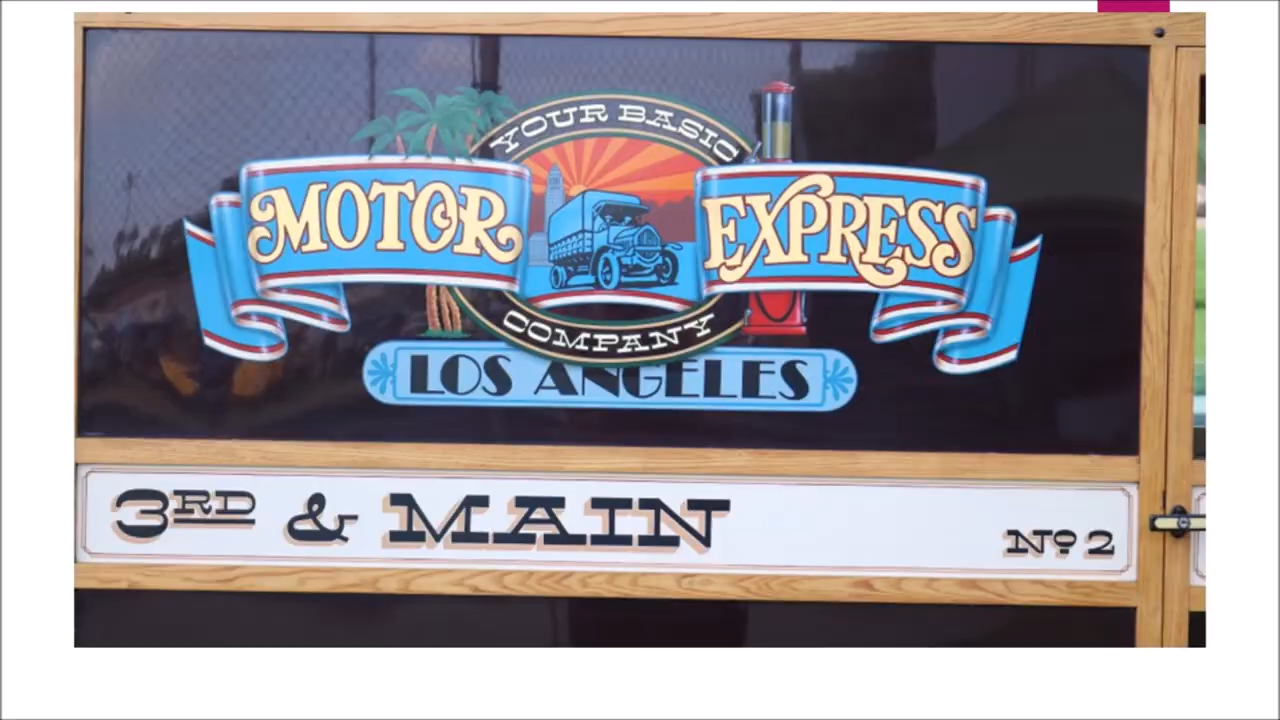 YOUR BASIC
MOTOR EXPRESS
COMPANY
LOS ANGELES
3RD & MAIN
No 2